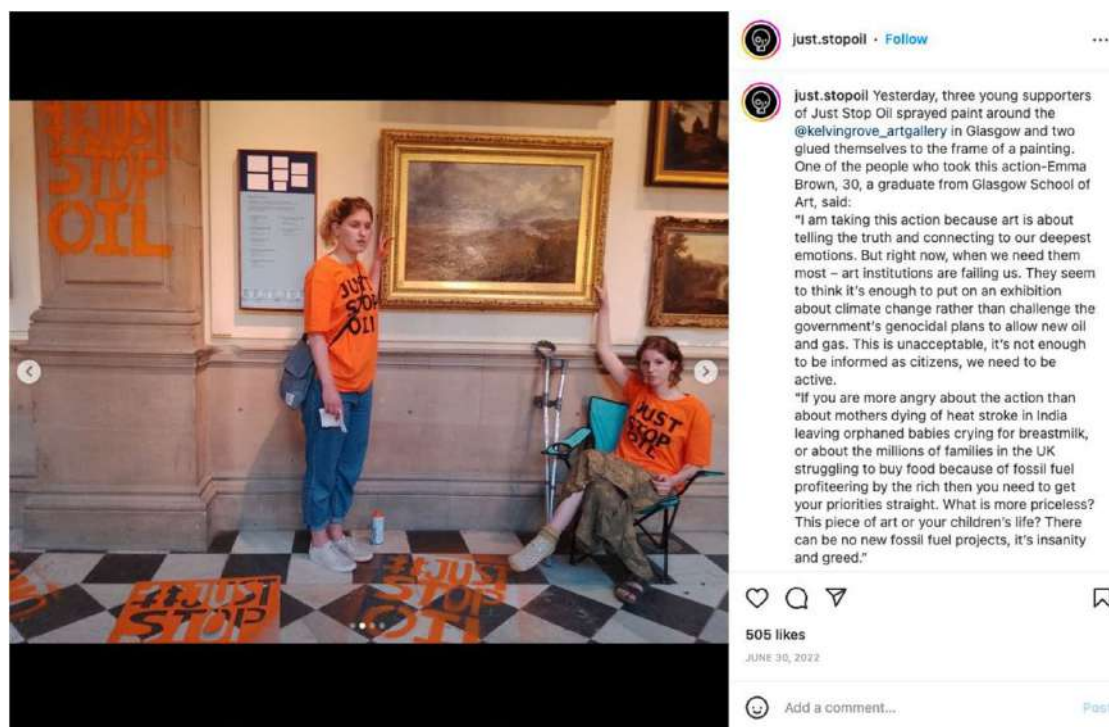 #JUST
STOP
OIL
JUST
STOP
OIL
JUST
STOP
OIL
#JUST
STOP
#JUS
STOP
OIL
just.stopoil • Follow
just.stopoil Yesterday, three young supporters
of Just Stop Oil sprayed paint around the
@kelvingrove_artgallery in Glasgow and two
glued themselves to the frame of a painting.
One of the people who took this action-Emma
Brown, 30, a graduate from Glasgow School of
Art, said:
"I am taking this action because art is about
telling the truth and connecting to our deepest
emotions. But right now, when we need them
most – art institutions are failing us. They seem
to think it's enough to put on an exhibition
about climate change rather than challenge the
government's genocidal plans to allow new oil
and gas. This is unacceptable, it's not enough
to be informed as citizens, we need to be
active.
"If you are more angry about the action than
about mothers dying of heat stroke in India
leaving orphaned babies crying for breastmilk,
or about the millions of families in the UK
struggling to buy food because of fossil fuel
profiteering by the rich then you need to get
your priorities straight. What is more priceless?
This piece of art or your children's life? There
can be no new fossil fuel projects, it's insanity
and greed."
505 likes
JUNE 30, 2022
Add a comment...
Post